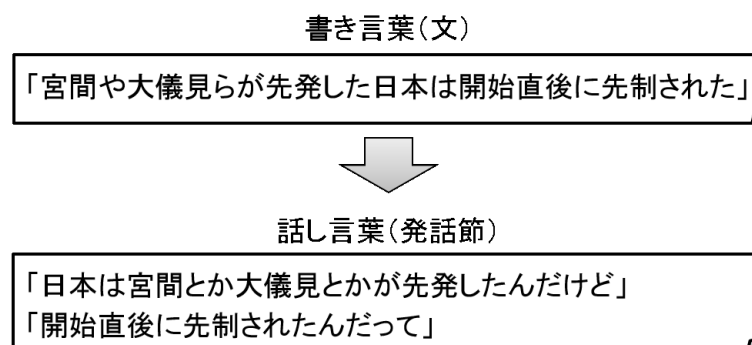 書き言葉(文)
「宮間や大儀見らが先発した日本は開始直後に先制された」
話し言葉(発話節)
「日本は宮間とか大儀見とかが先発したんだけど」
「開始直後に先制されたんだって」